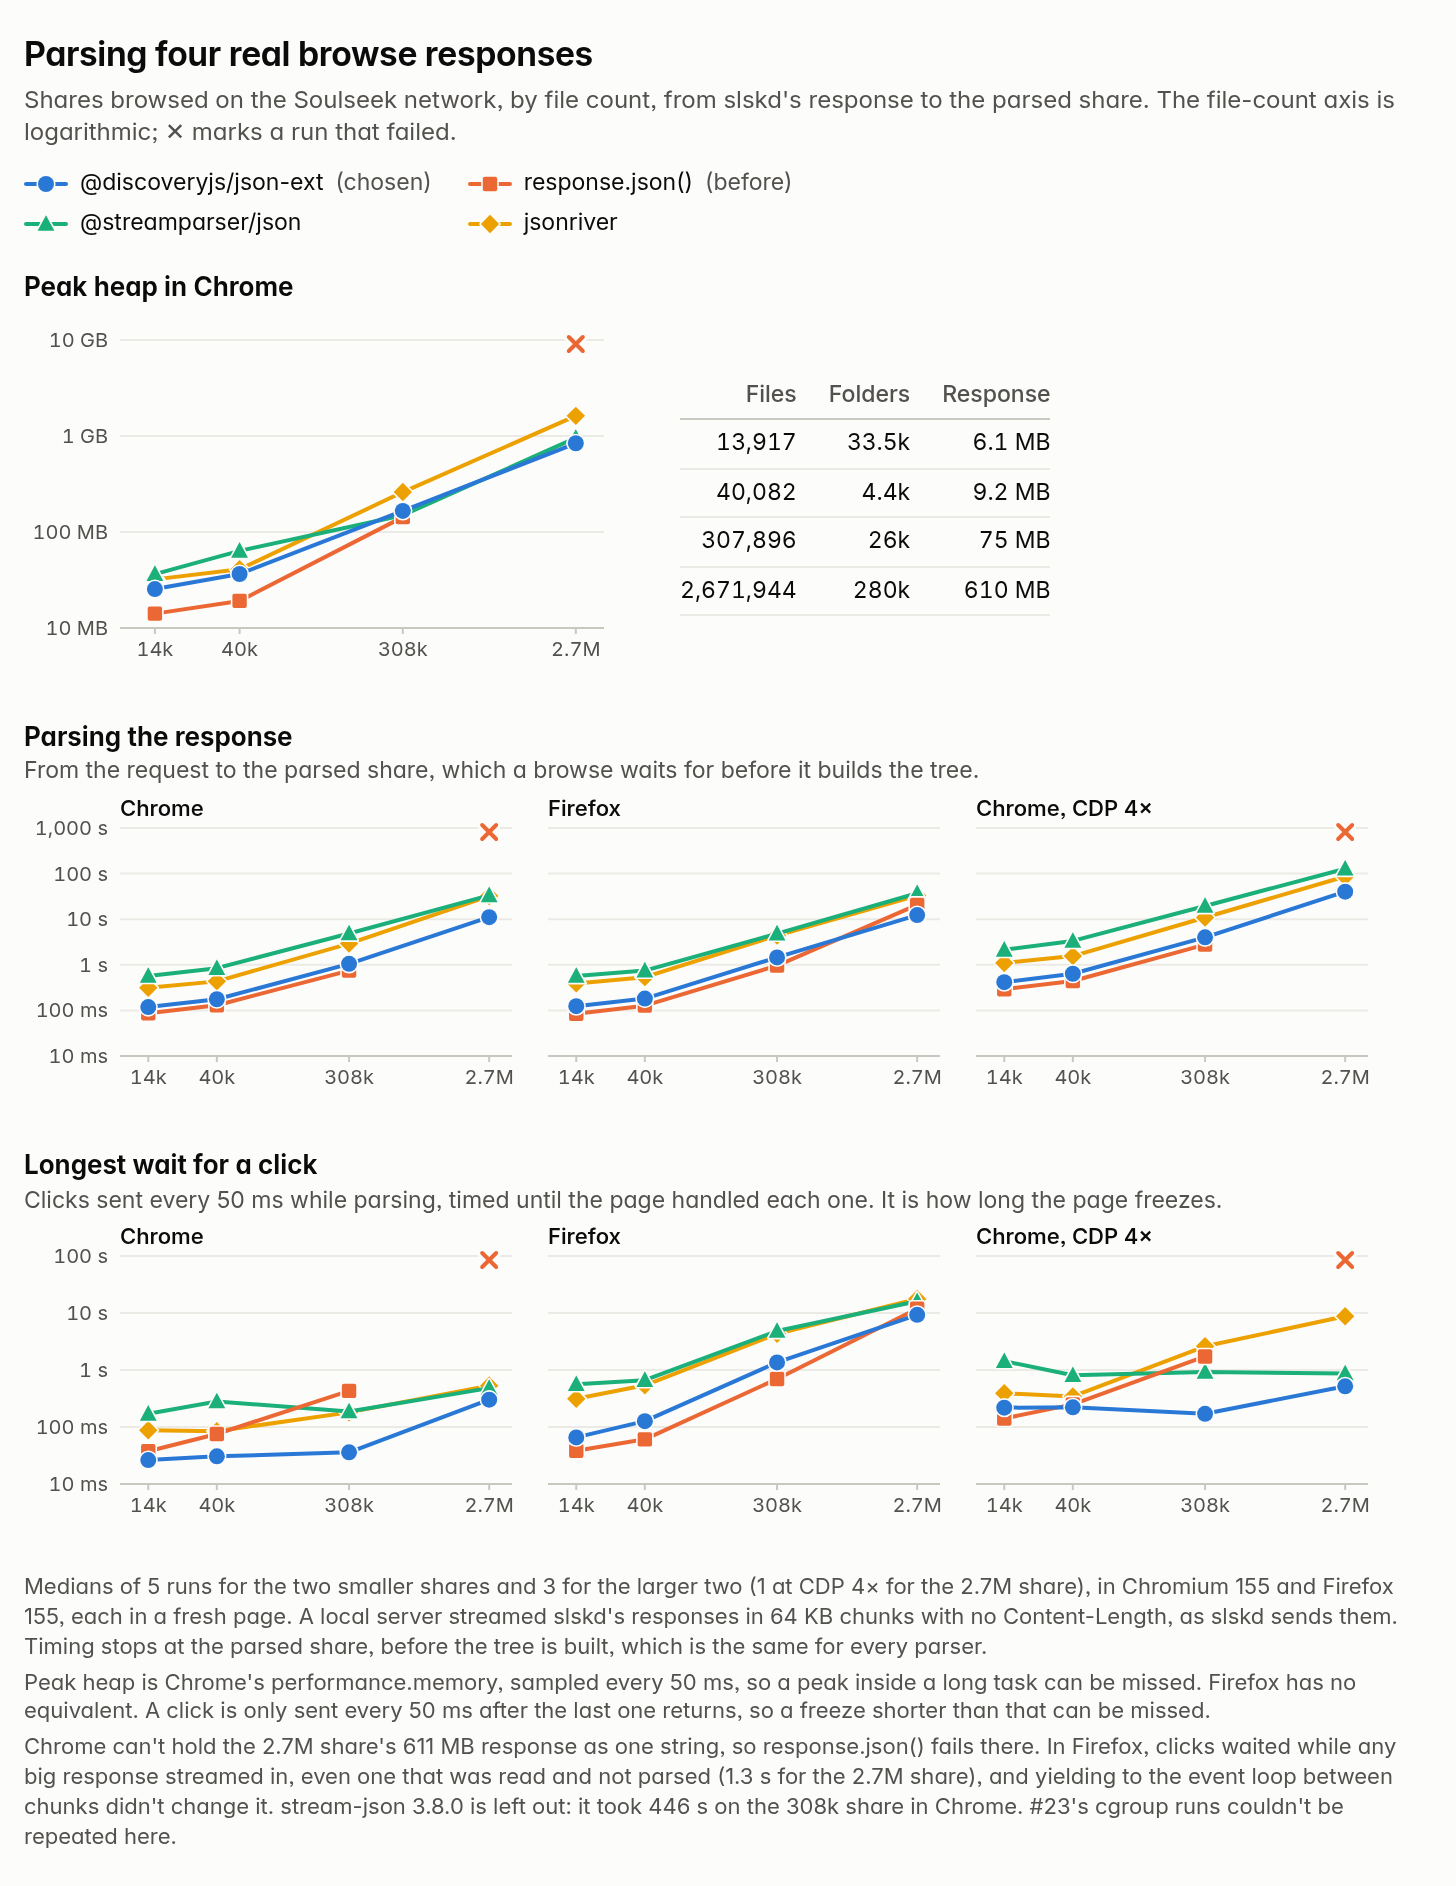 Parsing four real browse responses
Shares browsed on the Soulseek network, by file count, from slskd's response to the parsed share. The file-count axis is
logarithmic; ✕ marks a run that failed.
@discoveryjs/json-ext (chosen)
response.json() (before)
@streamparser/json
jsonriver
Peak heap in Chrome
10 GB
1 GB
100 MB
10 MB
14k 40k 308k 2.7M
Files Folders Response
13,917 33.5k 6.1 MB
40,082 4.4k 9.2 MB
307,896 26k 75 MB
2,671,944 280k 610 MB
Parsing the response
From the request to the parsed share, which a browse waits for before it builds the tree.
Chrome
Firefox
Chrome, CDP 4×
1,000 s
100 s
10 s
1 s
100 ms
10 ms
14k 40k 308k 2.7M
14k 40k 308k 2.7M
14k 40k 308k 2.7M
Longest wait for a click
Clicks sent every 50 ms while parsing, timed until the page handled each one. It is how long the page freezes.
Chrome
Firefox
Chrome, CDP 4×
100 s
10 s
1 s
100 ms
10 ms
14k 40k 308k 2.7M
14k 40k 308k 2.7M
14k 40k 308k 2.7M
Medians of 5 runs for the two smaller shares and 3 for the larger two (1 at CDP 4× for the 2.7M share), in Chromium 155 and Firefox
155, each in a fresh page. A local server streamed slskd's responses in 64 KB chunks with no Content-Length, as slskd sends them.
Timing stops at the parsed share, before the tree is built, which is the same for every parser.
Peak heap is Chrome's performance.memory, sampled every 50 ms, so a peak inside a long task can be missed. Firefox has no
equivalent. A click is only sent every 50 ms after the last one returns, so a freeze shorter than that can be missed.
Chrome can't hold the 2.7M share's 611 MB response as one string, so response.json() fails there. In Firefox, clicks waited while any
big response streamed in, even one that was read and not parsed (1.3 s for the 2.7M share), and yielding to the event loop between
chunks didn't change it. stream-json 3.8.0 is left out: it took 446 s on the 308k share in Chrome. #23's cgroup runs couldn't be
repeated here.